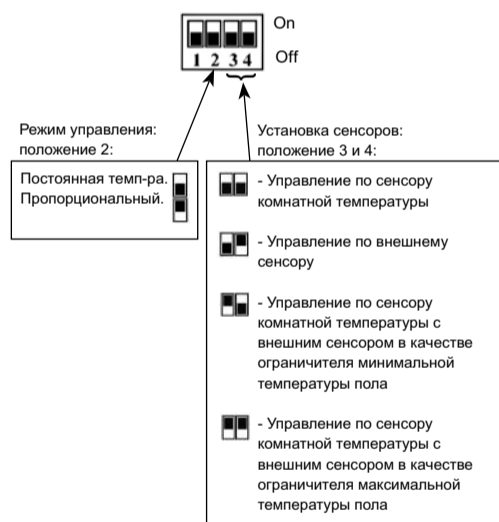 On
1 2 3 4
Off
Режим управления:
положение 2:
Постоянная темп-ра.
Пропорциональный.
Установка сенсоров:
положение 3 и 4:
- Управление по сенсору
комнатной температуры
- Управление по внешнему
сенсору
- Управление по сенсору
комнатной температуры с
внешним сенсором в качестве
ограничителя минимальной
температуры пола
- Управление по сенсору
комнатной температуры с
внешним сенсором в качестве
ограничителя максимальной
температуры пола